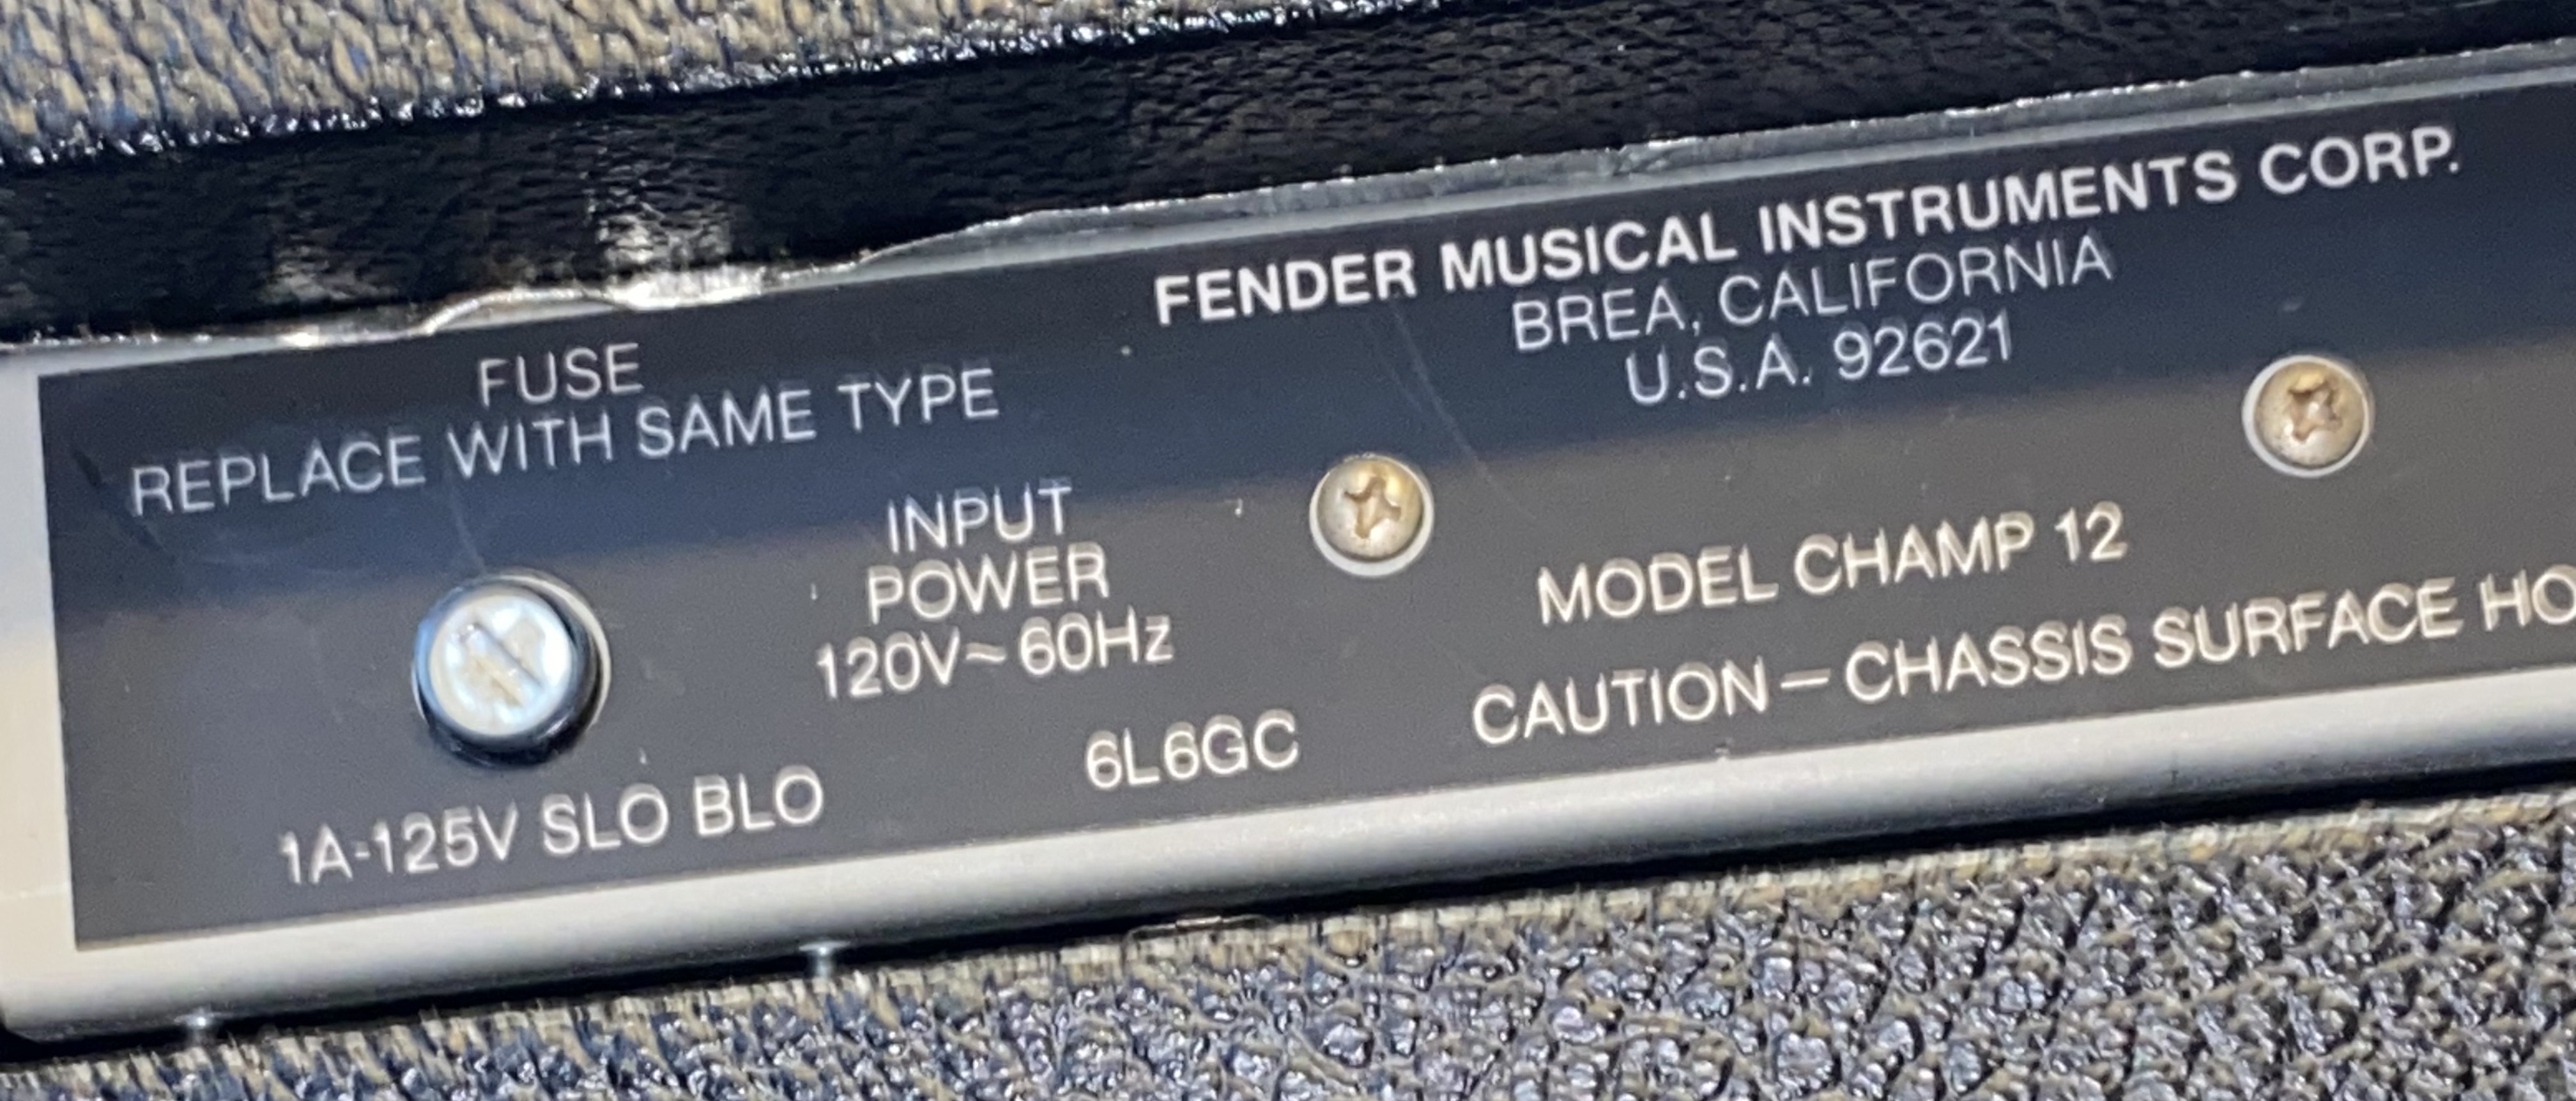 FUSE
REPLACE WITH SAME TYPE
1A-125V SLO BLO
INPUT
POWER
120V~60Hz
6L6GC
FENDER MUSICAL INSTRUMENTS CORP.
BREA, CALIFORNIA
U.S.A. 92621
MODEL CHAMP 12
CAUTION—CHASSIS SURFACE HO